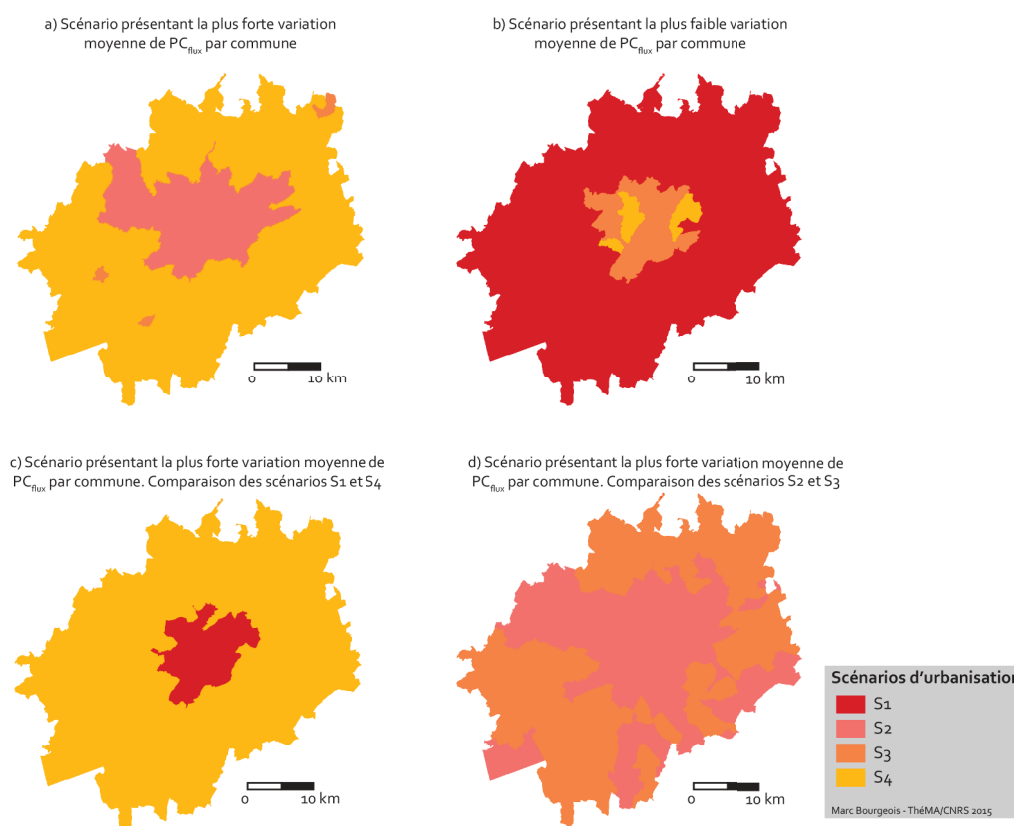 a) Scénario présentant la plus forte variation
moyenne de PCflux par commune
b) Scénario présentant la plus faible variation
moyenne de PCflux par commune
0 10 km
0 10 km
c) Scénario présentant la plus forte variation moyenne de
PCflux par commune. Comparaison des scénarios S1 et S4
d) Scénario présentant la plus forte variation moyenne de
PCflux par commune. Comparaison des scénarios S2 et S3
0 10 km
0 10 km
Scénarios d'urbanisation
S1
S2
S3
S4
Marc Bourgeois - ThéMA/CNRS 2015